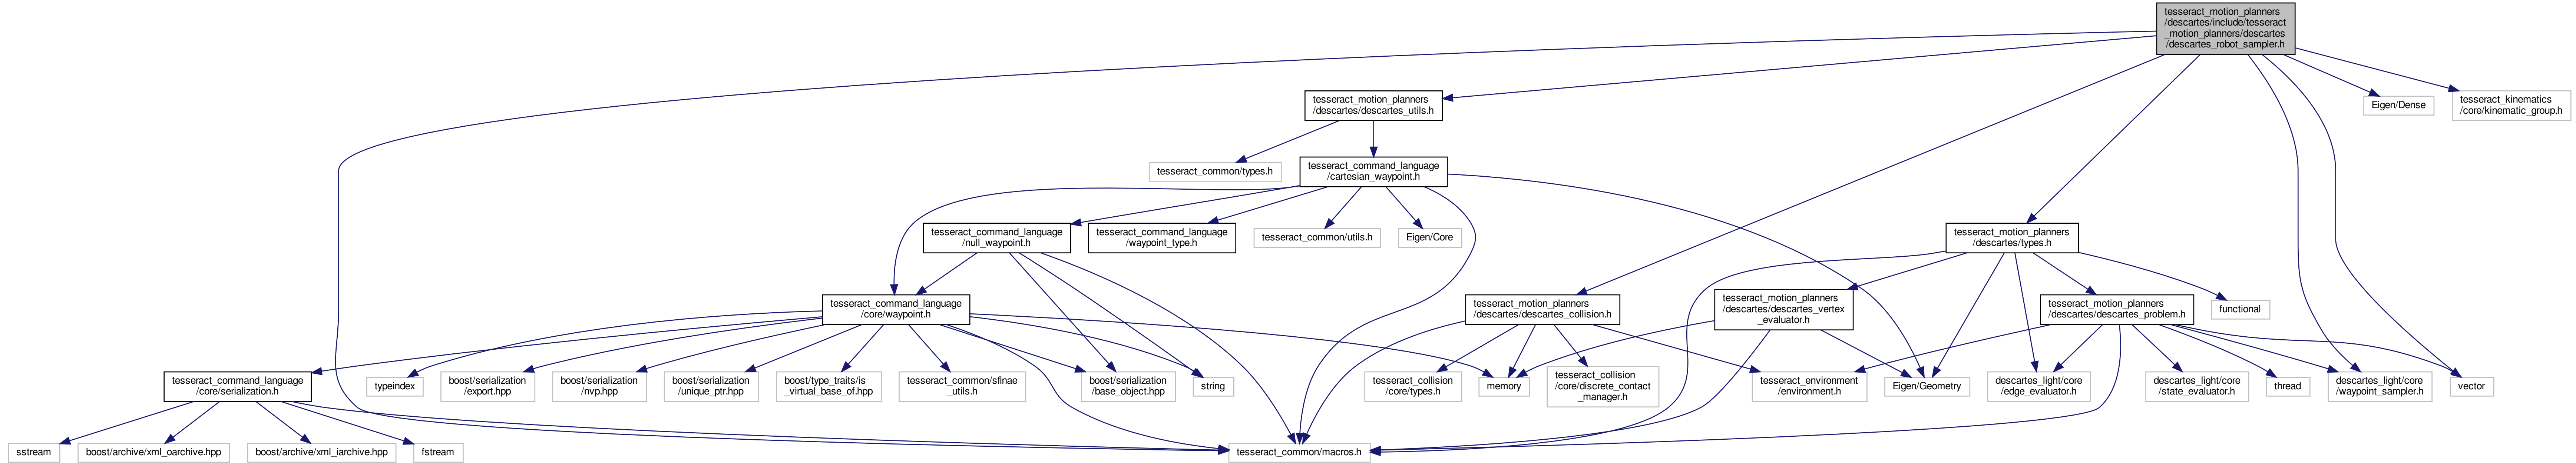 tesseract_motion_planners
/descartes/include/tesseract
_motion_planners/descartes
/descartes_robot_sampler.h
tesseract_motion_planners
/descartes/descartes_utils.h
Eigen/Dense
tesseract_kinematics
/core/kinematic_group.h
tesseract_common/types.h
tesseract_command_language
/cartesian_waypoint.h
tesseract_command_language
/null_waypoint.h
tesseract_command_language
/waypoint_type.h
tesseract_common/utils.h
Eigen/Core
tesseract_motion_planners
/descartes/types.h
tesseract_command_language
/core/waypoint.h
tesseract_motion_planners
/descartes/descartes_collision.h
tesseract_motion_planners
/descartes/descartes_vertex
_evaluator.h
tesseract_motion_planners
/descartes/descartes_problem.h
functional
tesseract_command_language
/core/serialization.h
typeindex
boost/serialization
/export.hpp
boost/serialization
/nvp.hpp
boost/serialization
/unique_ptr.hpp
boost/type_traits/is
_virtual_base_of.hpp
tesseract_common/sfinae
_utils.h
boost/serialization
/base_object.hpp
string
tesseract_collision
/core/types.h
memory
tesseract_collision
/core/discrete_contact
_manager.h
tesseract_environment
/environment.h
Eigen/Geometry
descartes_light/core
/edge_evaluator.h
descartes_light/core
/state_evaluator.h
thread
descartes_light/core
/waypoint_sampler.h
vector
sstream
boost/archive/xml_oarchive.hpp
boost/archive/xml_iarchive.hpp
fstream
tesseract_common/macros.h